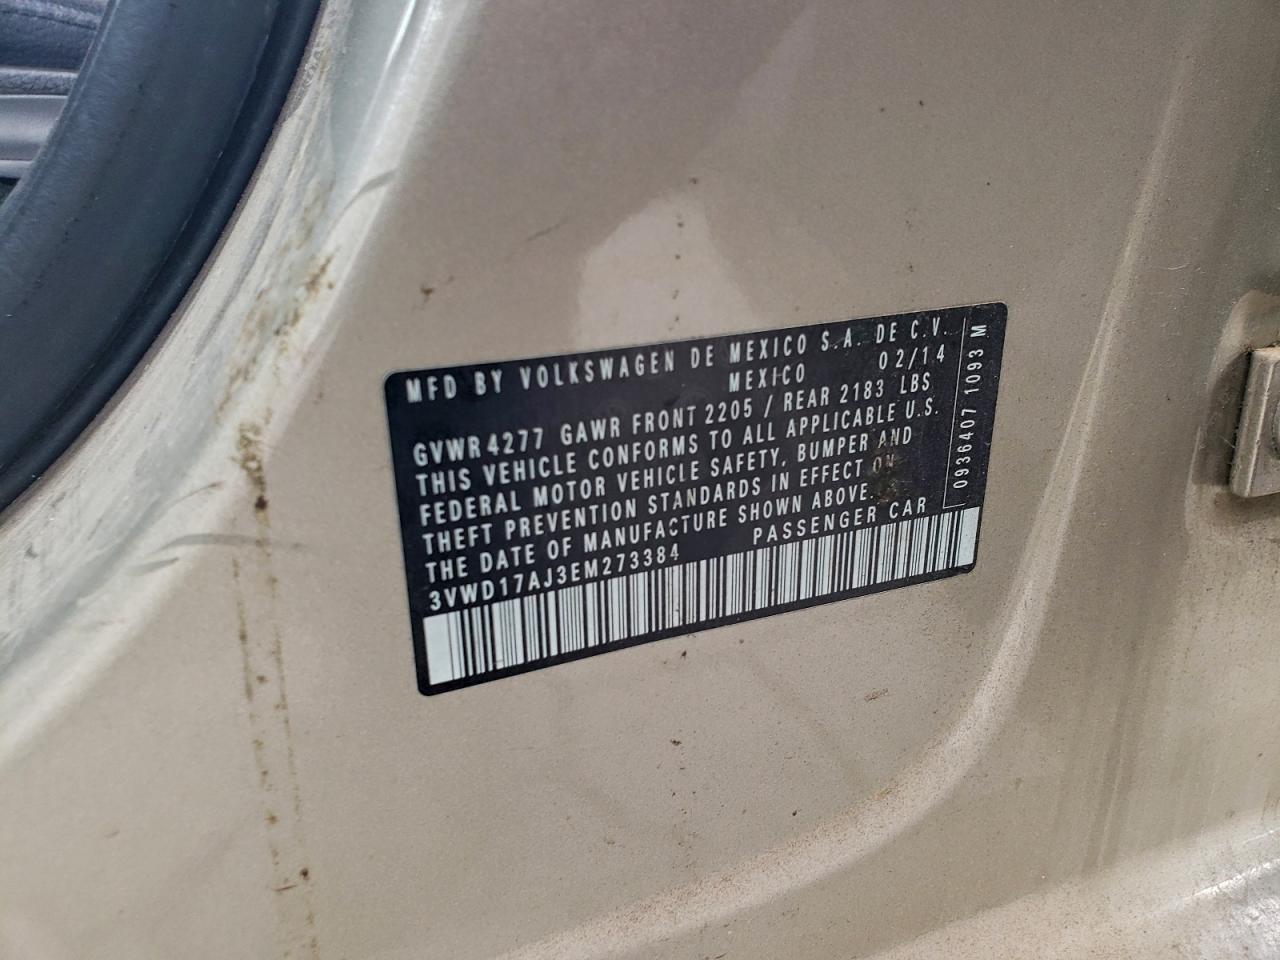 MFD BY VOLKSWAGEN DE MEXICO S.A. DE C.V.
MEXICO 02/14
GVWR 4277 GAWR FRONT 2205 / REAR 2183 LBS
THIS VEHICLE CONFORMS TO ALL APPLICABLE U.S.
FEDERAL MOTOR VEHICLE SAFETY, BUMPER AND
THEFT PREVENTION STANDARDS IN EFFECT ON
THE DATE OF MANUFACTURE SHOWN ABOVE.
3VWD17AJ3EM273384 PASSENGER CAR
0936407 1093 M